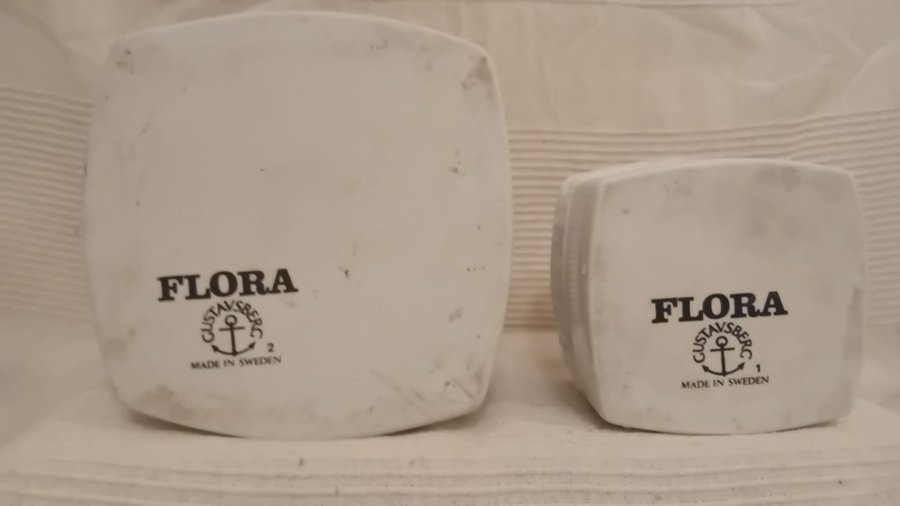 FLORA
GUSTAVSBERG
2
MADE IN SWEDEN
FLORA
GUSTAVSBERG
1
MADE IN SWEDEN